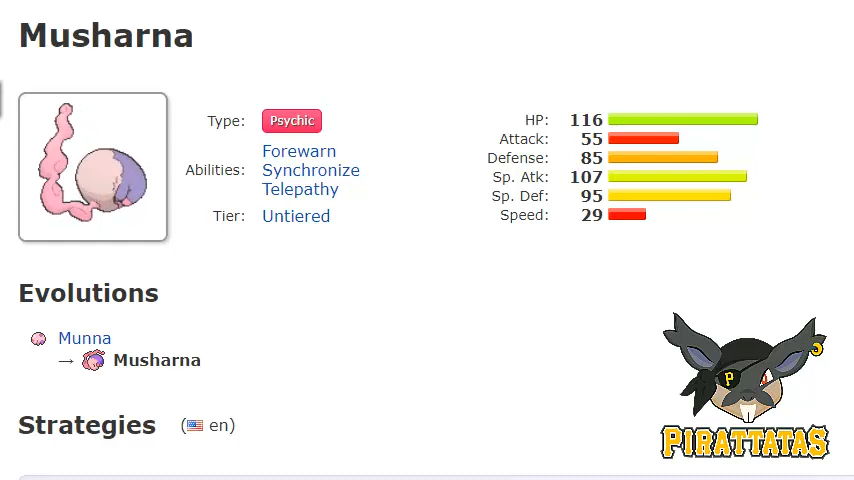 Musharna
Type: Psychic
Abilities: Forewarn
Synchronize
Telepathy
Tier: Untiered
HP: 116
Attack: 55
Defense: 85
Sp. Atk: 107
Sp. Def: 95
Speed: 29
Evolutions
Munna
→ Musharna
Strategies (en)
P
PIRATTATAS